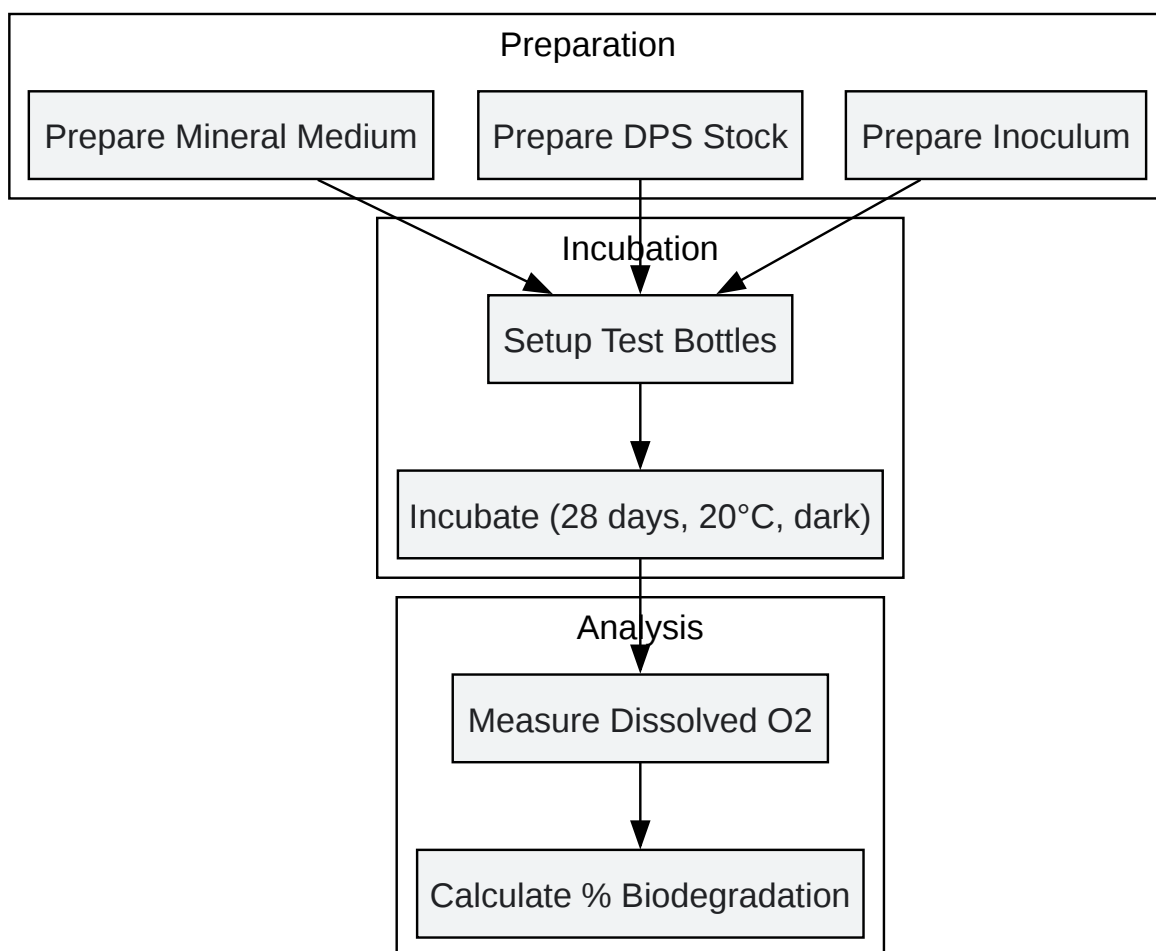 Preparation
Prepare Mineral Medium
Prepare DPS Stock
Prepare Inoculum
Incubation
Setup Test Bottles
Incubate (28 days, 20°C, dark)
Analysis
Measure Dissolved O2
Calculate % Biodegradation